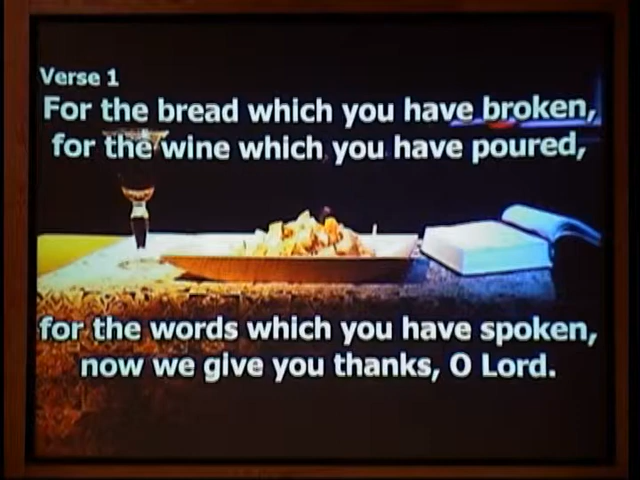 Verse 1
For the bread which you have broken,
for the wine which you have poured,
for the words which you have spoken,
now we give you thanks, O Lord.